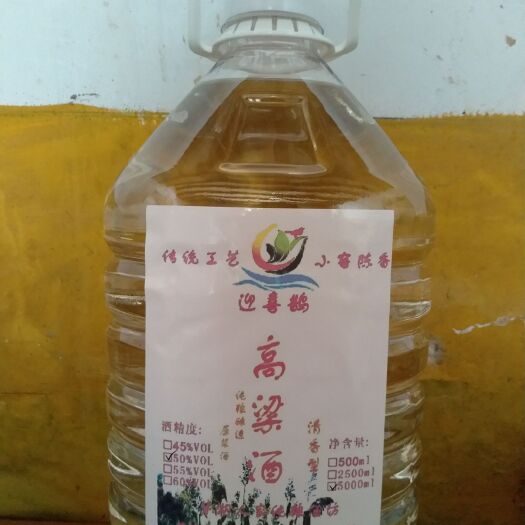 传统工艺 小窖陈香
迎喜鹊
高粱酒
纯粮酿造
原浆酒
清香型
酒精度:
□45%VOL
☑50%VOL
□55%VOL
□60%VOL
净含量:
□500ml
□2500ml
☑5000ml